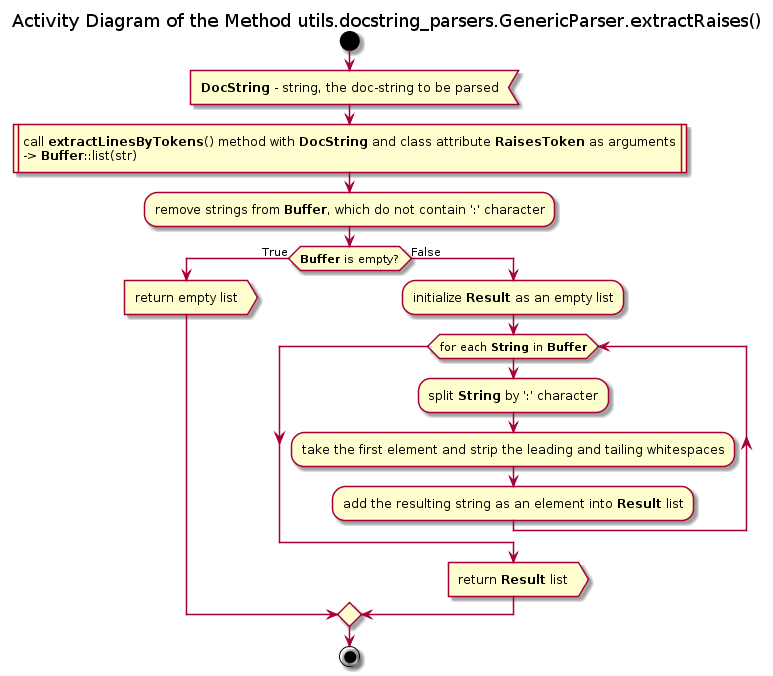 Activity Diagram of the Method utils.docstring_parsers.GenericParser.extractRaises()
DocString - string, the doc-string to be parsed
call extractLinesByTokens() method with DocString and class attribute RaisesToken as arguments
-> Buffer::list(str)
remove strings from Buffer, which do not contain ':' character
Buffer is empty?
True
False
return empty list
initialize Result as an empty list
for each String in Buffer
split String by ':' character
take the first element and strip the leading and tailing whitespaces
add the resulting string as an element into Result list
return Result list